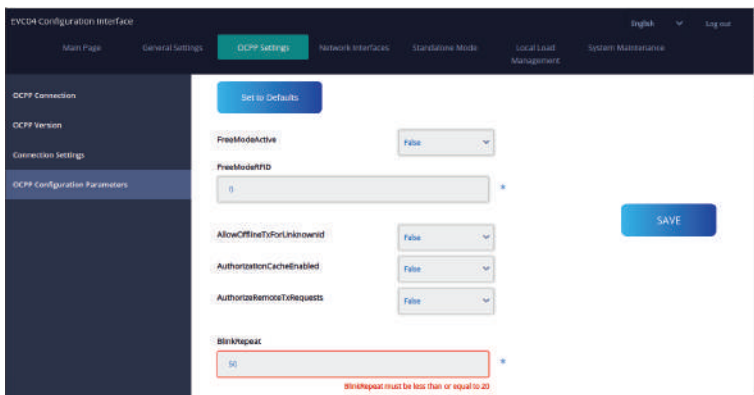 EVC04 Configuration Interface
English
Log out
Main Page
General Settings
OCPP Settings
Network Interfaces
Standalone Mode
Local Load
Management
System Maintenance
OCPP Connection
OCPP Version
Connection Settings
OCPP Configuration Parameters
Set to Defaults
FreeModeActive
False
FreeModeRFID
0
*
AllowOfflineTxForUnknownId
False
AuthorizationCacheEnabled
False
AuthorizeRemoteTxRequests
False
SAVE
BlinkRepeat
50
*
BlinkRepeat must be less than or equal to 20